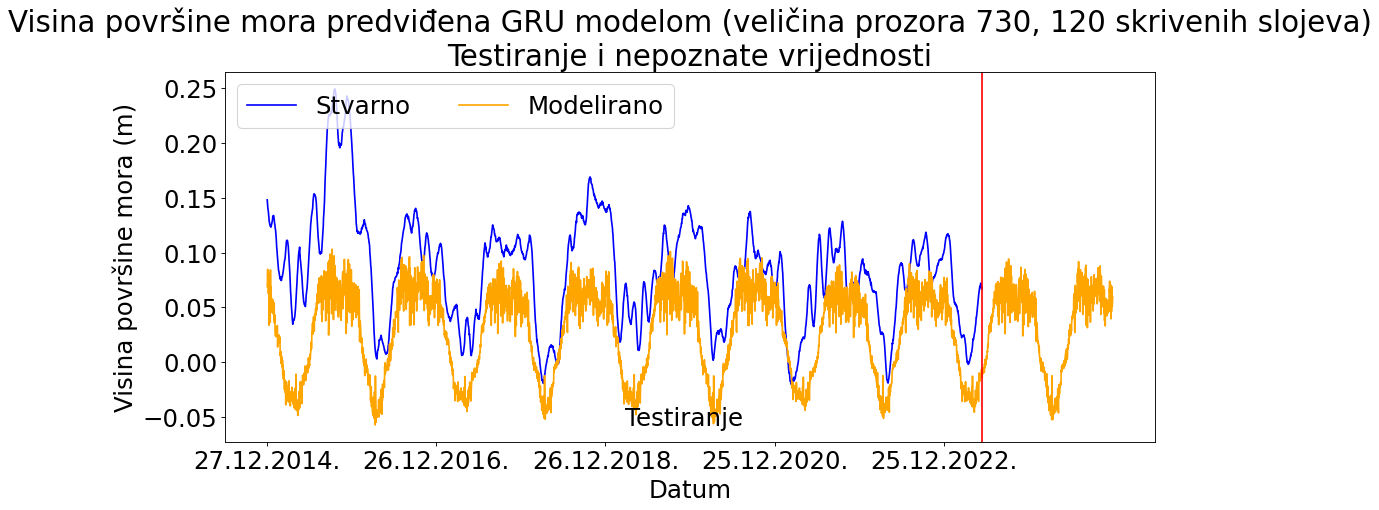 Visina površine mora predviđena GRU modelom (veličina prozora 730, 120 skrivenih slojeva)
Testiranje i nepoznate vrijednosti
Stvarno
Modelirano
0.25
0.20
0.15
0.10
0.05
0.00
−0.05
Visina površine mora (m)
Testiranje
27.12.2014.
26.12.2016.
26.12.2018.
25.12.2020.
25.12.2022.
Datum